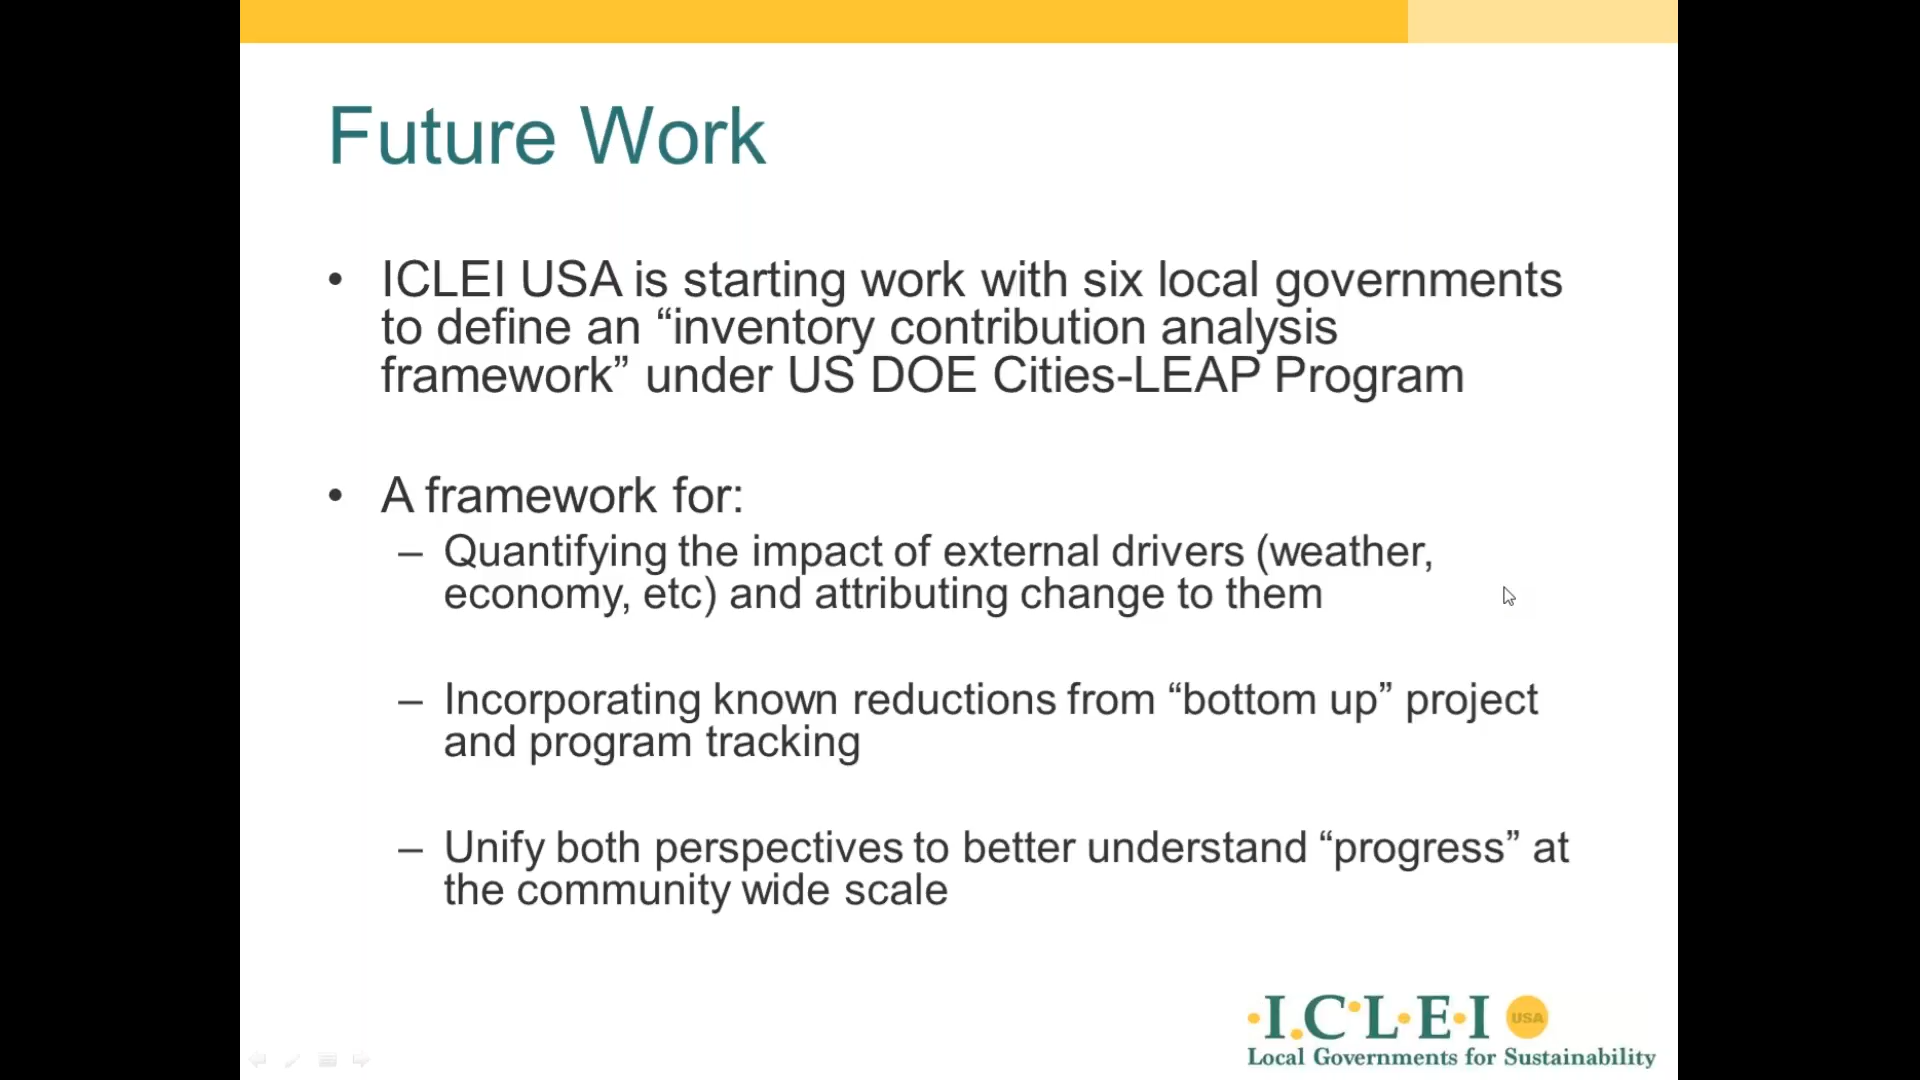 Future Work
• ICLEI USA is starting work with six local governments
to define an “inventory contribution analysis
framework” under US DOE Cities-LEAP Program
• A framework for:
– Quantifying the impact of external drivers (weather,
economy, etc) and attributing change to them
– Incorporating known reductions from “bottom up” project
and program tracking
– Unify both perspectives to better understand “progress” at
the community wide scale
I.C.L.E.I USA
Local Governments for Sustainability